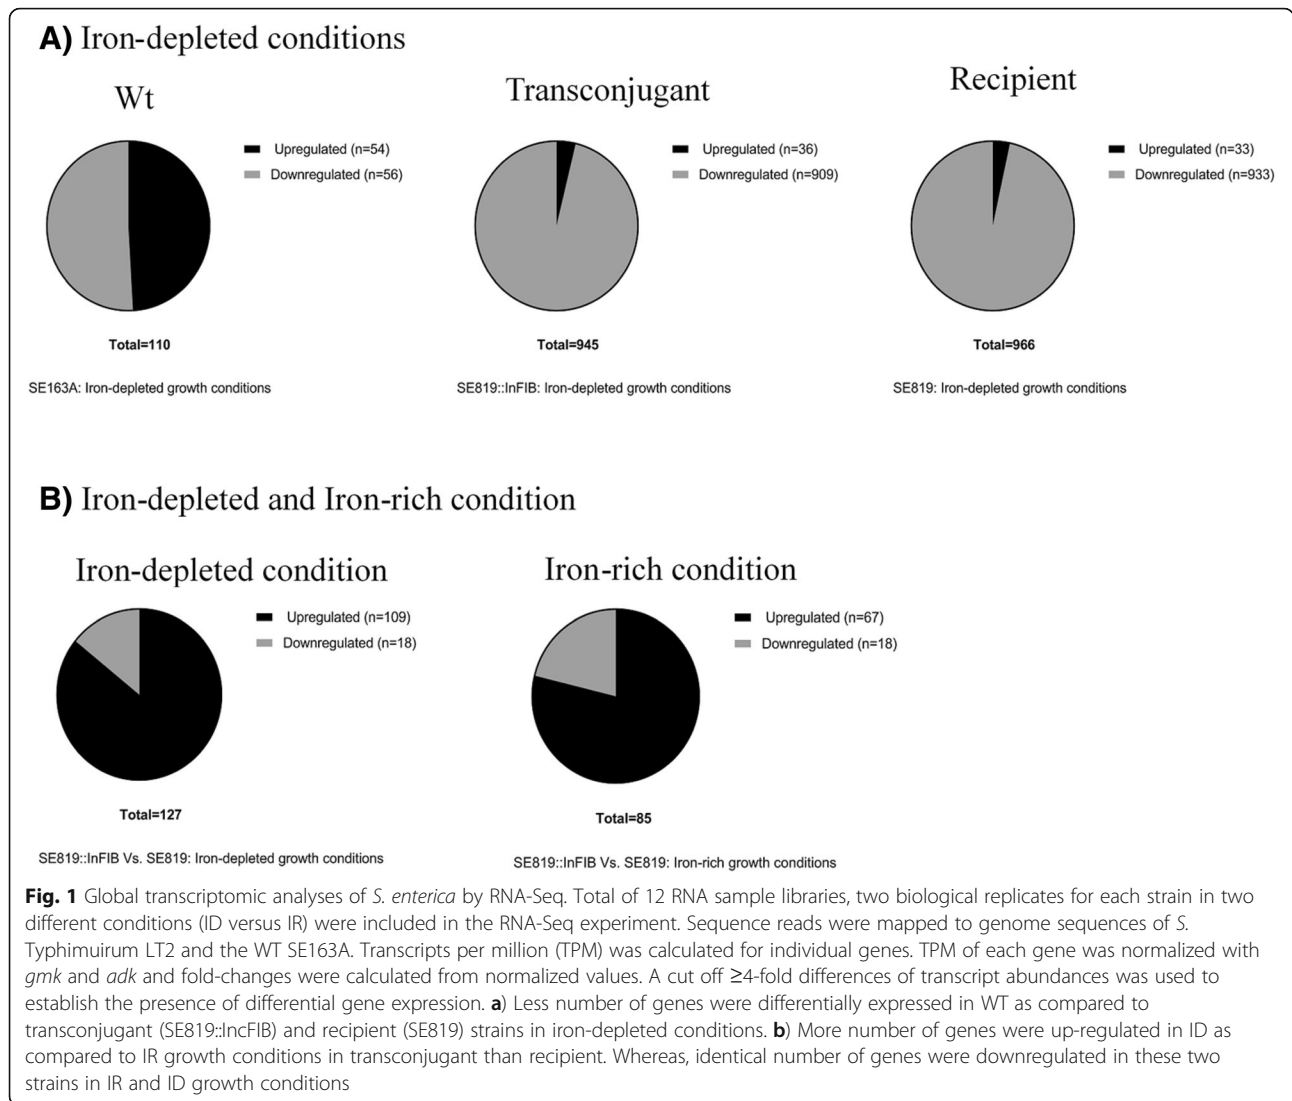 A) Iron-depleted conditions
Wt
Transconjugant
Recipient
Upregulated (n=54)
Downregulated (n=56)
Upregulated (n=36)
Downregulated (n=909)
Upregulated (n=33)
Downregulated (n=933)
Total=110
Total=945
Total=966
SE163A: Iron-depleted growth conditions
SE819::InFIB: Iron-depleted growth conditions
SE819: Iron-depleted growth conditions
B) Iron-depleted and Iron-rich condition
Iron-depleted condition
Iron-rich condition
Upregulated (n=109)
Downregulated (n=18)
Upregulated (n=67)
Downregulated (n=18)
Total=127
Total=85
SE819::InFIB Vs. SE819: Iron-depleted growth conditions
SE819::InFIB Vs. SE819: Iron-rich growth conditions
Fig. 1 Global transcriptomic analyses of S. enterica by RNA-Seq. Total of 12 RNA sample libraries, two biological replicates for each strain in two
different conditions (ID versus IR) were included in the RNA-Seq experiment. Sequence reads were mapped to genome sequences of S.
Typhimuirum LT2 and the WT SE163A. Transcripts per million (TPM) was calculated for individual genes. TPM of each gene was normalized with
gmk and adk and fold-changes were calculated from normalized values. A cut off ≥4-fold differences of transcript abundances was used to
establish the presence of differential gene expression. a) Less number of genes were differentially expressed in WT as compared to
transconjugant (SE819::IncFIB) and recipient (SE819) strains in iron-depleted conditions. b) More number of genes were up-regulated in ID as
compared to IR growth conditions in transconjugant than recipient. Whereas, identical number of genes were downregulated in these two
strains in IR and ID growth conditions